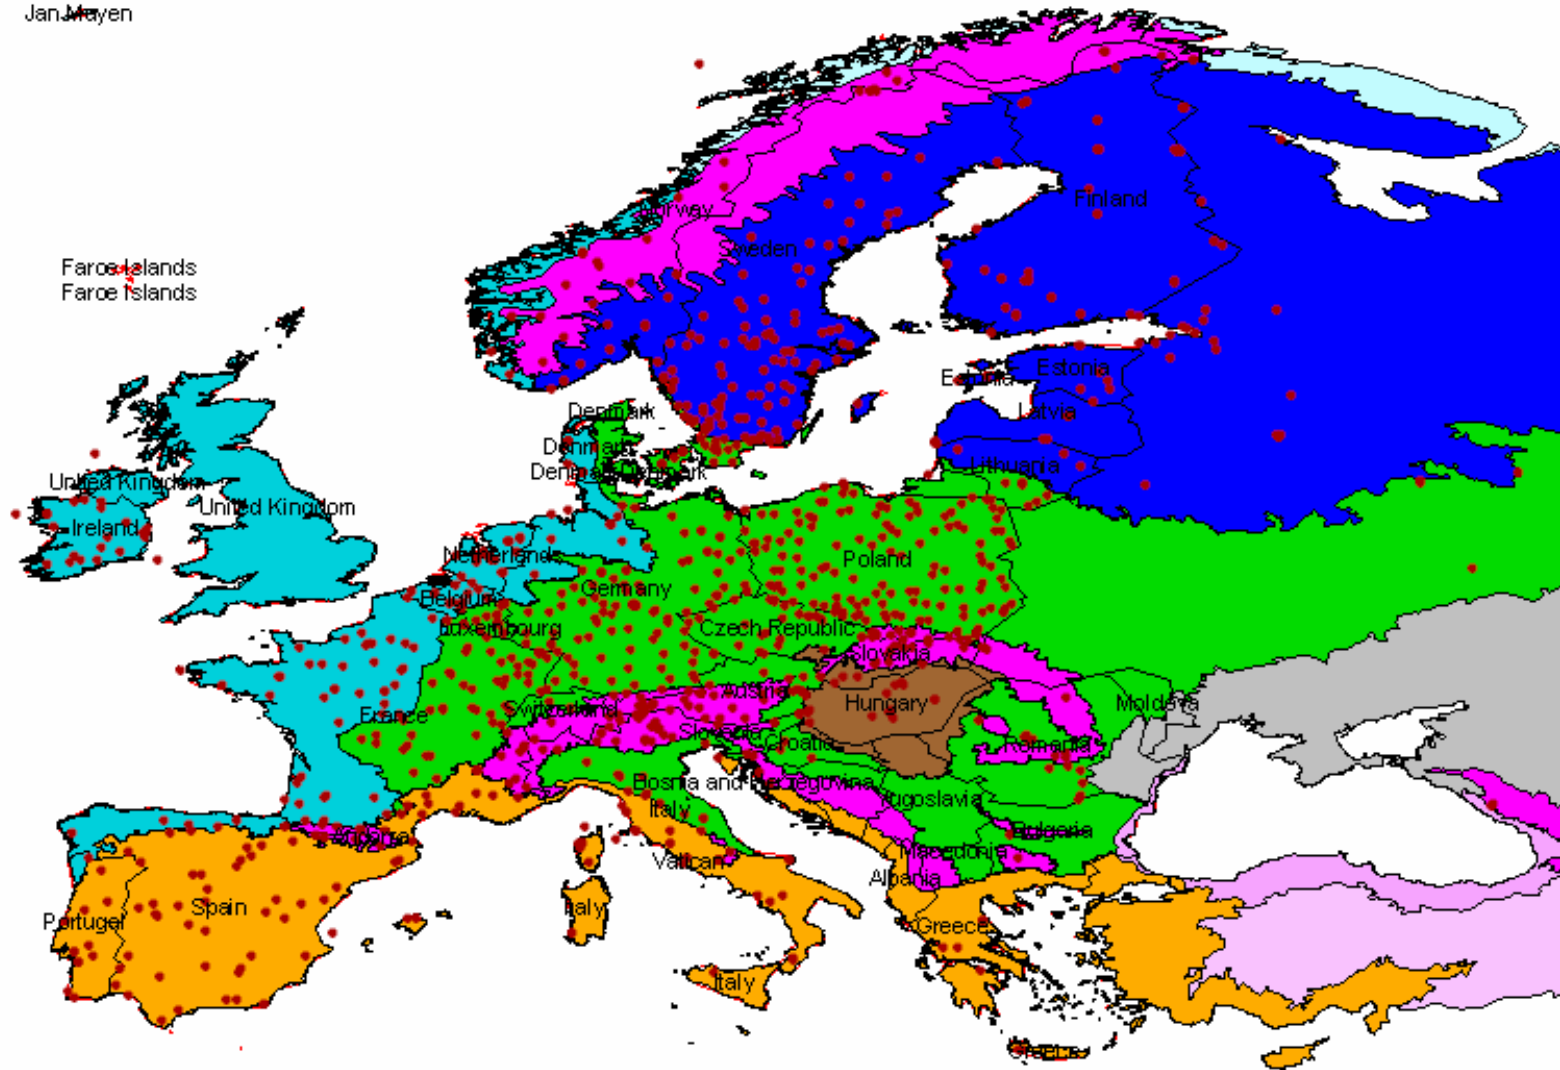 Jan Mayen
Norway
Finland
Sweden
Faroe Islands
Faroe Islands
Estonia
Estonia
Denmark
Latvia
Denmark
Lithuania
Denmark Denmark
United Kingdom
United Kingdom
Ireland
Netherlands
Poland
Germany
Belgium
Luxembourg
Czech Republic
Slovakia
Austria
Hungary
Moldova
Switzerland
France
Slovenia
Croatia
Romania
Bosnia and Herzegovina
Yugoslavia
Italy
Bulgaria
Andorra
Macedonia
Vatican
Albania
Spain
Italy
Portugal
Greece
Italy
Greece